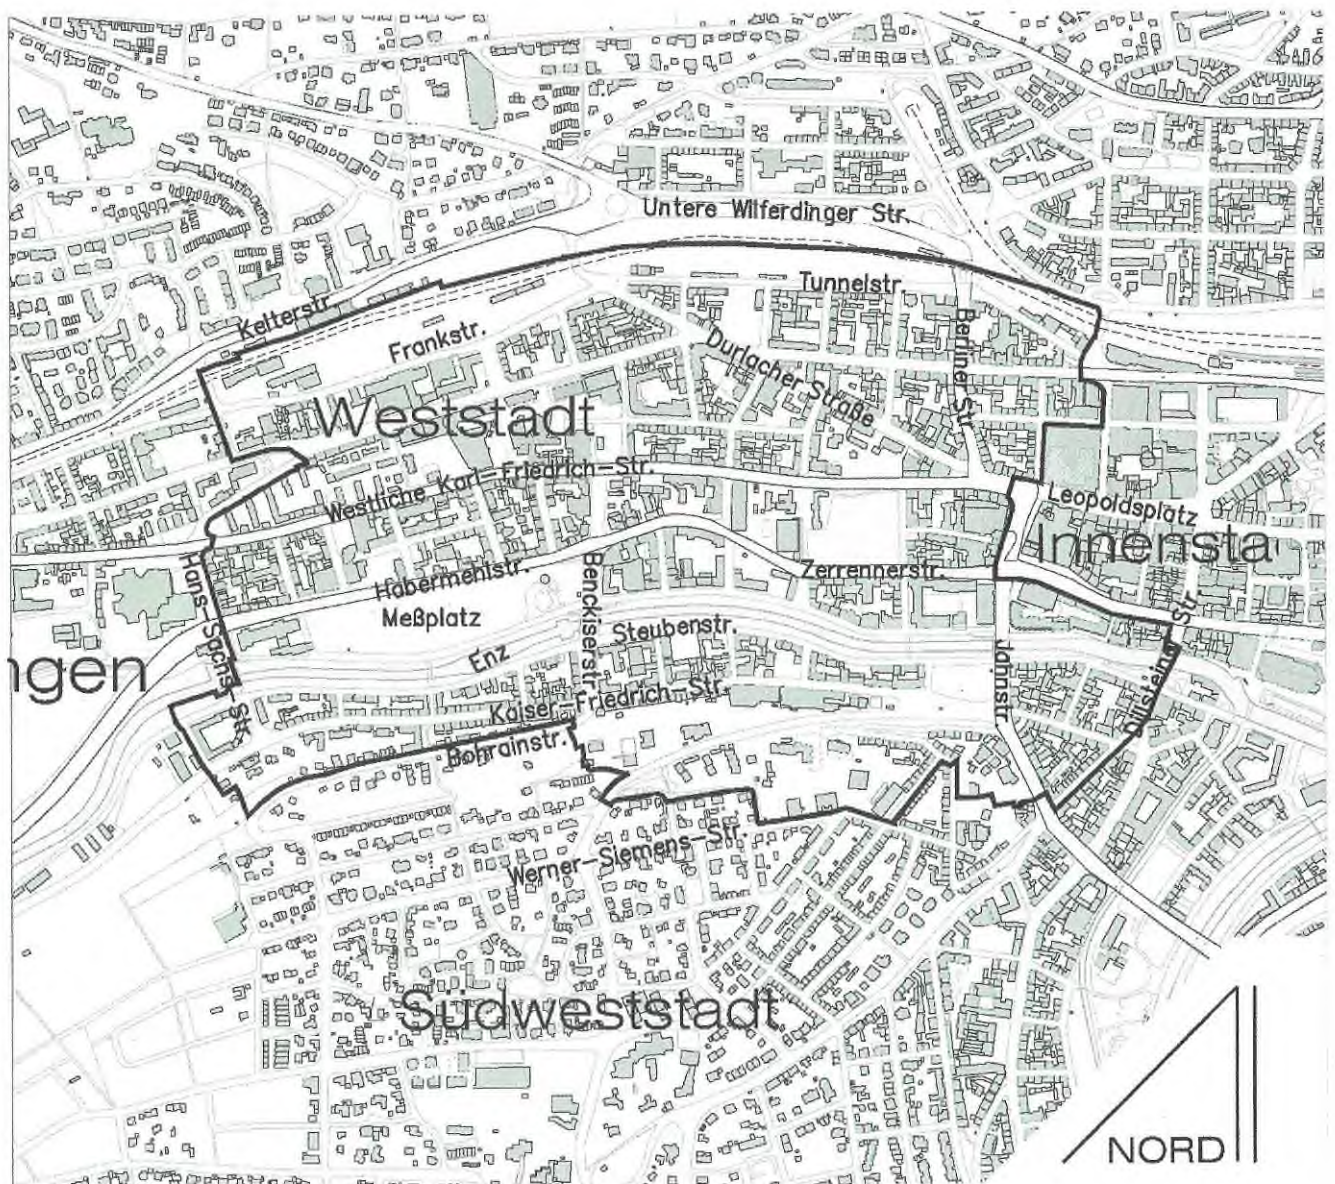 Untere Wilferdinger Str.
Tunnelstr.
Kelterstr.
Frankstr.
Berliner Str.
Durlacher Straße
Weststadt
Westliche Karl-Friedrich-Str.
Leopoldsplatz
Innensta
Hans-Sachs-Str.
Habermehlstr.
Benckiserstr.
Zerrennerstr.
Meßplatz
Steubenstr.
Enz
Jahnstr.
Dillsteiner Str.
ngen
Kaiser-Friedrich-Str.
Bohrainstr.
Werner-Siemens-Str.
Südweststadt
NORD